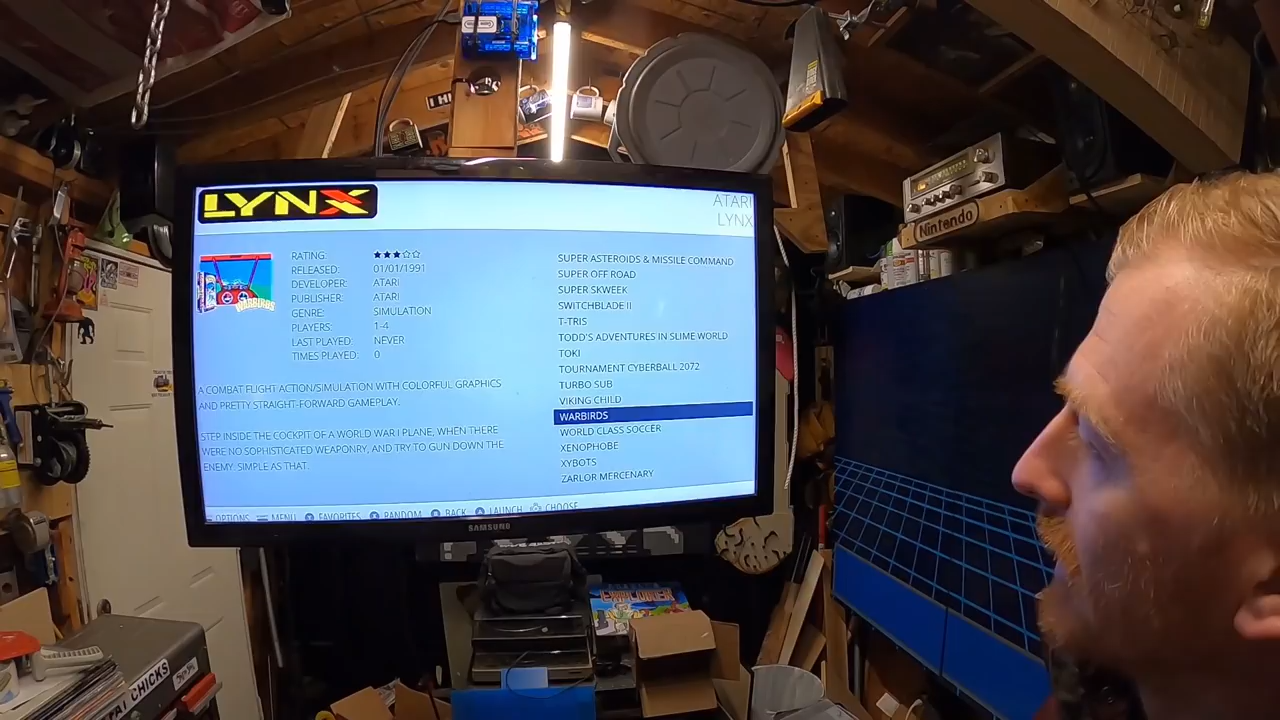 LYNX
ATARI
LYNX
RATING:
RELEASED: 01/01/1991
DEVELOPER: ATARI
PUBLISHER: ATARI
GENRE: SIMULATION
PLAYERS: 1-4
LAST PLAYED: NEVER
TIMES PLAYED: 0
WARBIRDS
A COMBAT FLIGHT ACTION/SIMULATION WITH COLORFUL GRAPHICS
AND PRETTY STRAIGHT-FORWARD GAMEPLAY.
STEP INSIDE THE COCKPIT OF A WORLD WAR I PLANE, WHEN THERE
WERE NO SOPHISTICATED WEAPONRY, AND TRY TO GUN DOWN THE
ENEMY. SIMPLE AS THAT.
SUPER ASTEROIDS & MISSILE COMMAND
SUPER OFF ROAD
SUPER SKWEEK
SWITCHBLADE II
T-TRIS
TODD'S ADVENTURES IN SLIME WORLD
TOKI
TOURNAMENT CYBERBALL 2072
TURBO SUB
VIKING CHILD
WARBIRDS
WORLD CLASS SOCCER
XENOPHOBE
XYBOTS
ZARLOR MERCENARY
OPTIONS MENU FAVORITES RANDOM BACK LAUNCH CHOOSE
SAMSUNG
Nintendo
EXPLORER
CHICKS